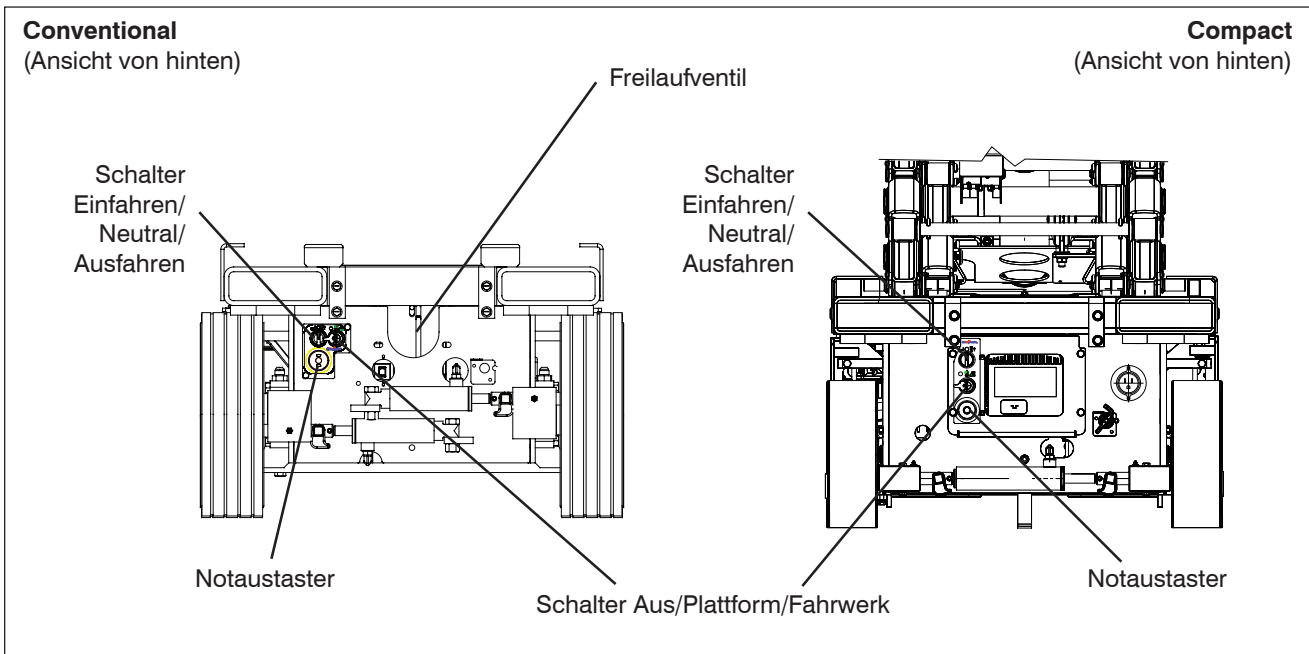 Conventional
(Ansicht von hinten)
Compact
(Ansicht von hinten)
Freilaufventil
Schalter
Einfahren/
Neutral/
Ausfahren
Schalter
Einfahren/
Neutral/
Ausfahren
Notaustaster
Schalter Aus/Plattform/Fahrwerk
Notaustaster